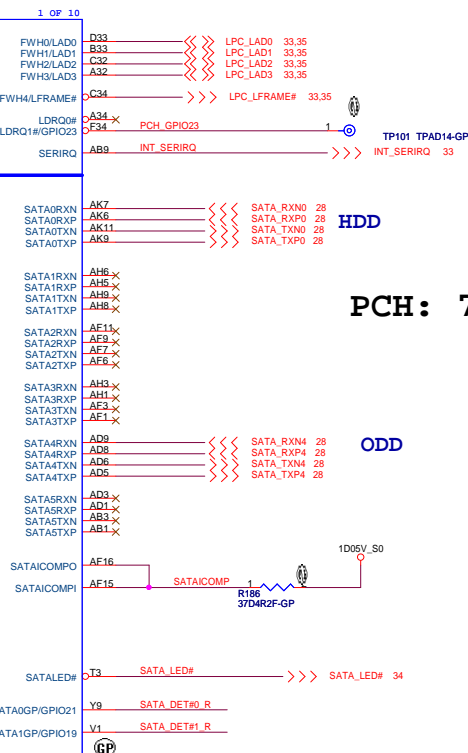 1 OF 10
FWH0/LAD0 D33 LPC_LAD0 33,35
FWH1/LAD1 B33 LPC_LAD1 33,35
FWH2/LAD2 C32 LPC_LAD2 33,35
FWH3/LAD3 A32 LPC_LAD3 33,35
FWH4/LFRAME# C34 LPC_LFRAME# 33,35
LDRQ0# A34
LDRQ1#/GPIO23 F34 PCH_GPIO23 1 TP101 TPAD14-GP
SERIRQ AB9 INT_SERIRQ INT_SERIRQ 33
SATA0RXN AK7 SATA_RXN0 28
SATA0RXP AK6 SATA_RXP0 28
SATA0TXN AK11 SATA_TXN0 28
SATA0TXP AK9 SATA_TXP0 28
HDD
SATA1RXN AH6
SATA1RXP AH5
SATA1TXN AH9
SATA1TXP AH8
PCH: 7
SATA2RXN AF11
SATA2RXP AF9
SATA2TXN AF7
SATA2TXP AF6
SATA3RXN AH3
SATA3RXP AH1
SATA3TXN AF3
SATA3TXP AF1
SATA4RXN AD9 SATA_RXN4 28
SATA4RXP AD8 SATA_RXP4 28
SATA4TXN AD6 SATA_TXN4 28
SATA4TXP AD5 SATA_TXP4 28
ODD
SATA5RXN AD3
SATA5RXP AD1
SATA5TXN AB3
SATA5TXP AB1
1D05V_S0
SATAICOMPO AF16
SATAICOMPI AF15 SATAICOMP 1
R186
37D4R2F-GP
SATALED# T3 SATA_LED# SATA_LED# 34
ATA0GP/GPIO21 Y9 SATA_DET#0_R
ATA1GP/GPIO19 V1 SATA_DET#1_R
GP